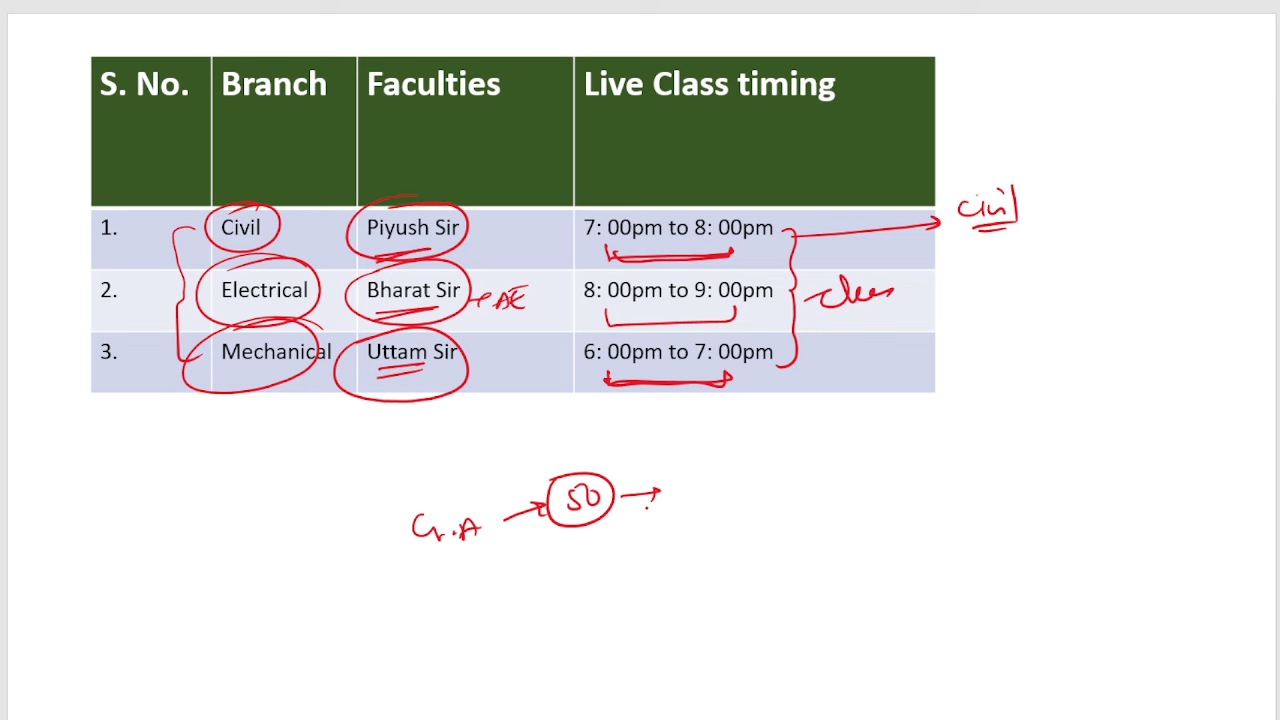 S. No. Branch Faculties Live Class timing
1. Civil Piyush Sir 7: 00pm to 8: 00pm
civil
2. Electrical Bharat Sir 8: 00pm to 9: 00pm
AE
class
3. Mechanical Uttam Sir 6: 00pm to 7: 00pm
G.A 50